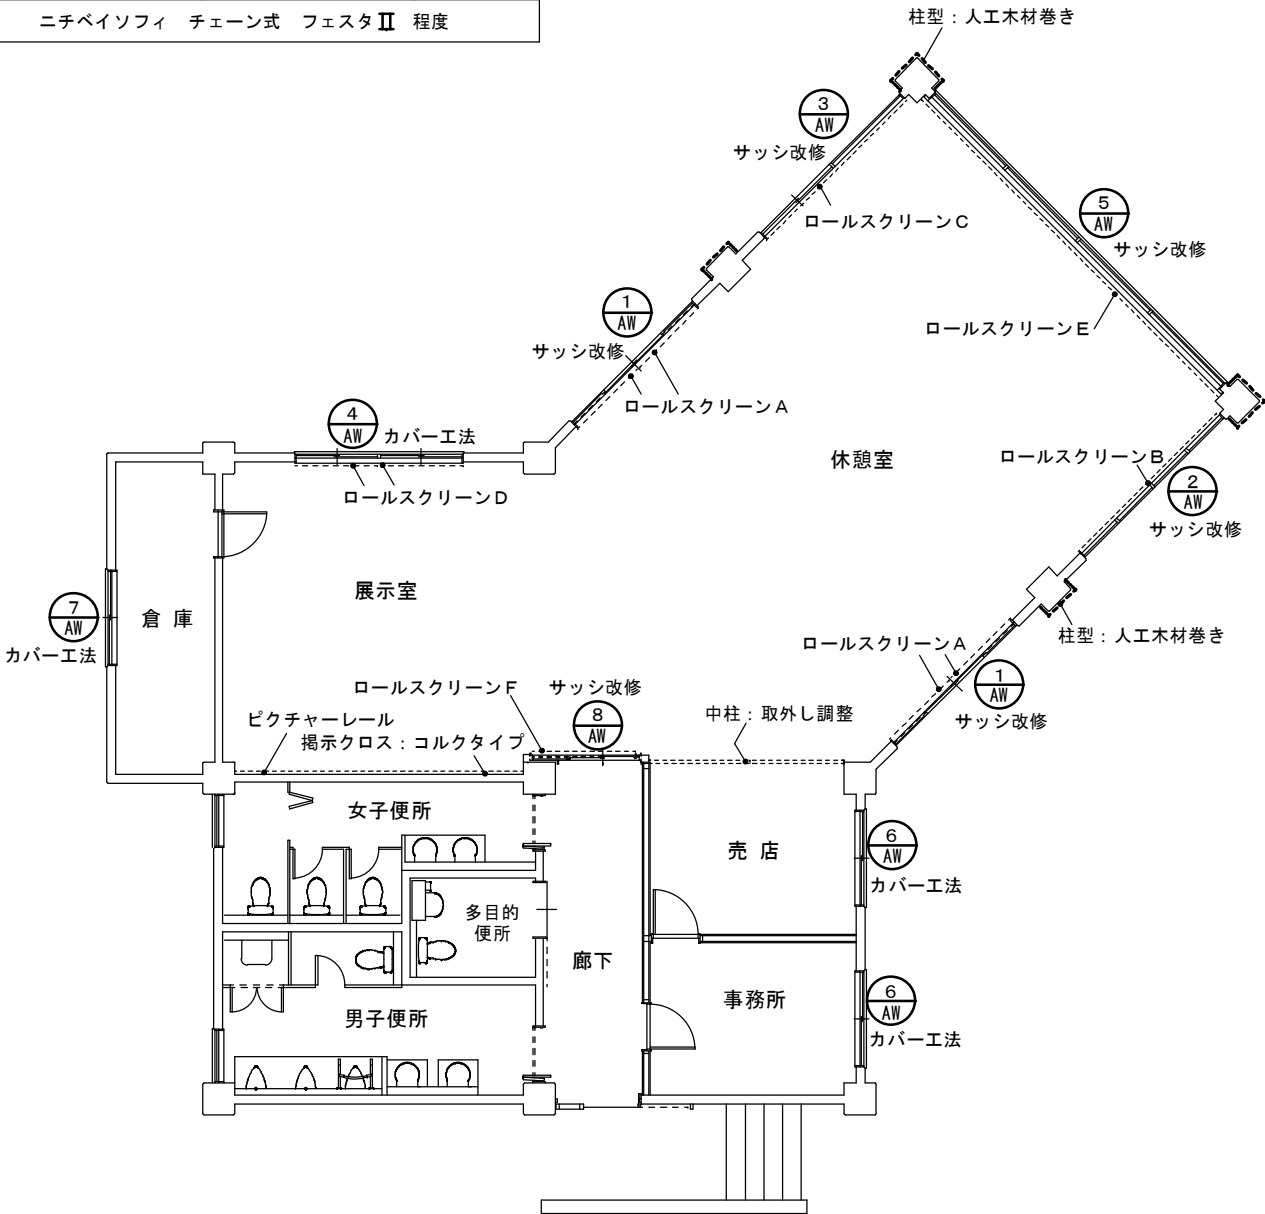 ニチベイソフィ　チェーン式　フェスタⅡ　程度
柱型：人工木材巻き
3
AW
サッシ改修
ロールスクリーンC
5
AW
サッシ改修
ロールスクリーンE
1
AW
サッシ改修
ロールスクリーンA
4
AW
カバー工法
ロールスクリーンD
休憩室
ロールスクリーンB
2
AW
サッシ改修
展示室
倉 庫
7
AW
カバー工法
柱型：人工木材巻き
ロールスクリーンA
1
AW
サッシ改修
ロールスクリーンF
サッシ改修
8
AW
中柱：取外し調整
ピクチャーレール
掲示クロス：コルクタイプ
女子便所
売 店
6
AW
カバー工法
多目的
便所
廊下
事務所
6
AW
カバー工法
男子便所